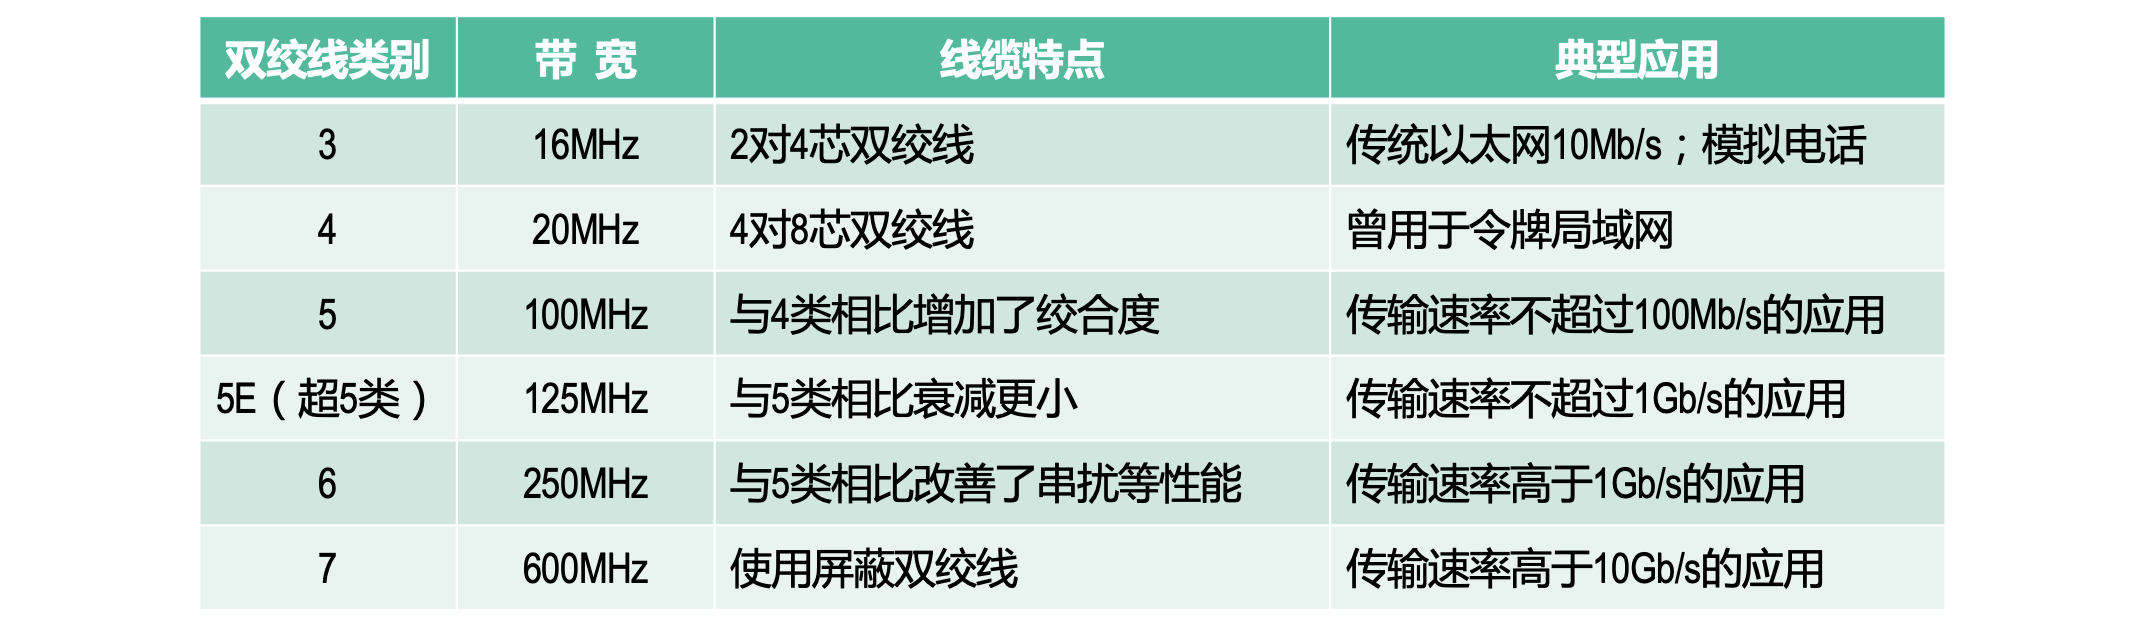 双绞线类别 带 宽 线缆特点 典型应用
3 16MHz 2对4芯双绞线 传统以太网10Mb/s；模拟电话
4 20MHz 4对8芯双绞线 曾用于令牌局域网
5 100MHz 与4类相比增加了绞合度 传输速率不超过100Mb/s的应用
5E（超5类） 125MHz 与5类相比衰减更小 传输速率不超过1Gb/s的应用
6 250MHz 与5类相比改善了串扰等性能 传输速率高于1Gb/s的应用
7 600MHz 使用屏蔽双绞线 传输速率高于10Gb/s的应用